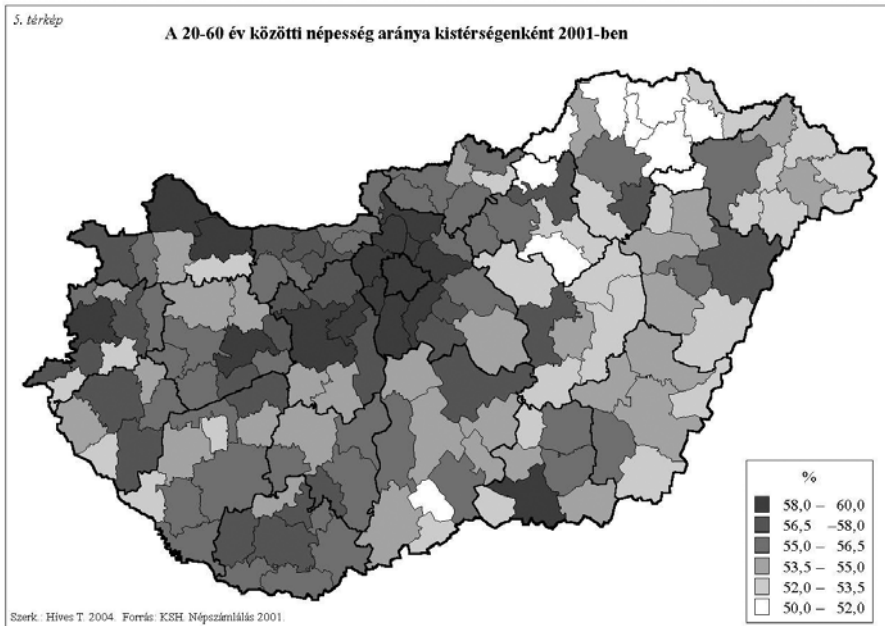 5. térkép
A 20-60 év közötti népesség aránya kistérségenként 2001-ben
%
58,0 – 60,0
56,5 –58,0
55,0 – 56,5
53,5 – 55,0
52,0 – 53,5
50,0 – 52,0
Szerk.: Híves T. 2004. Forrás: KSH. Népszámlálás 2001.